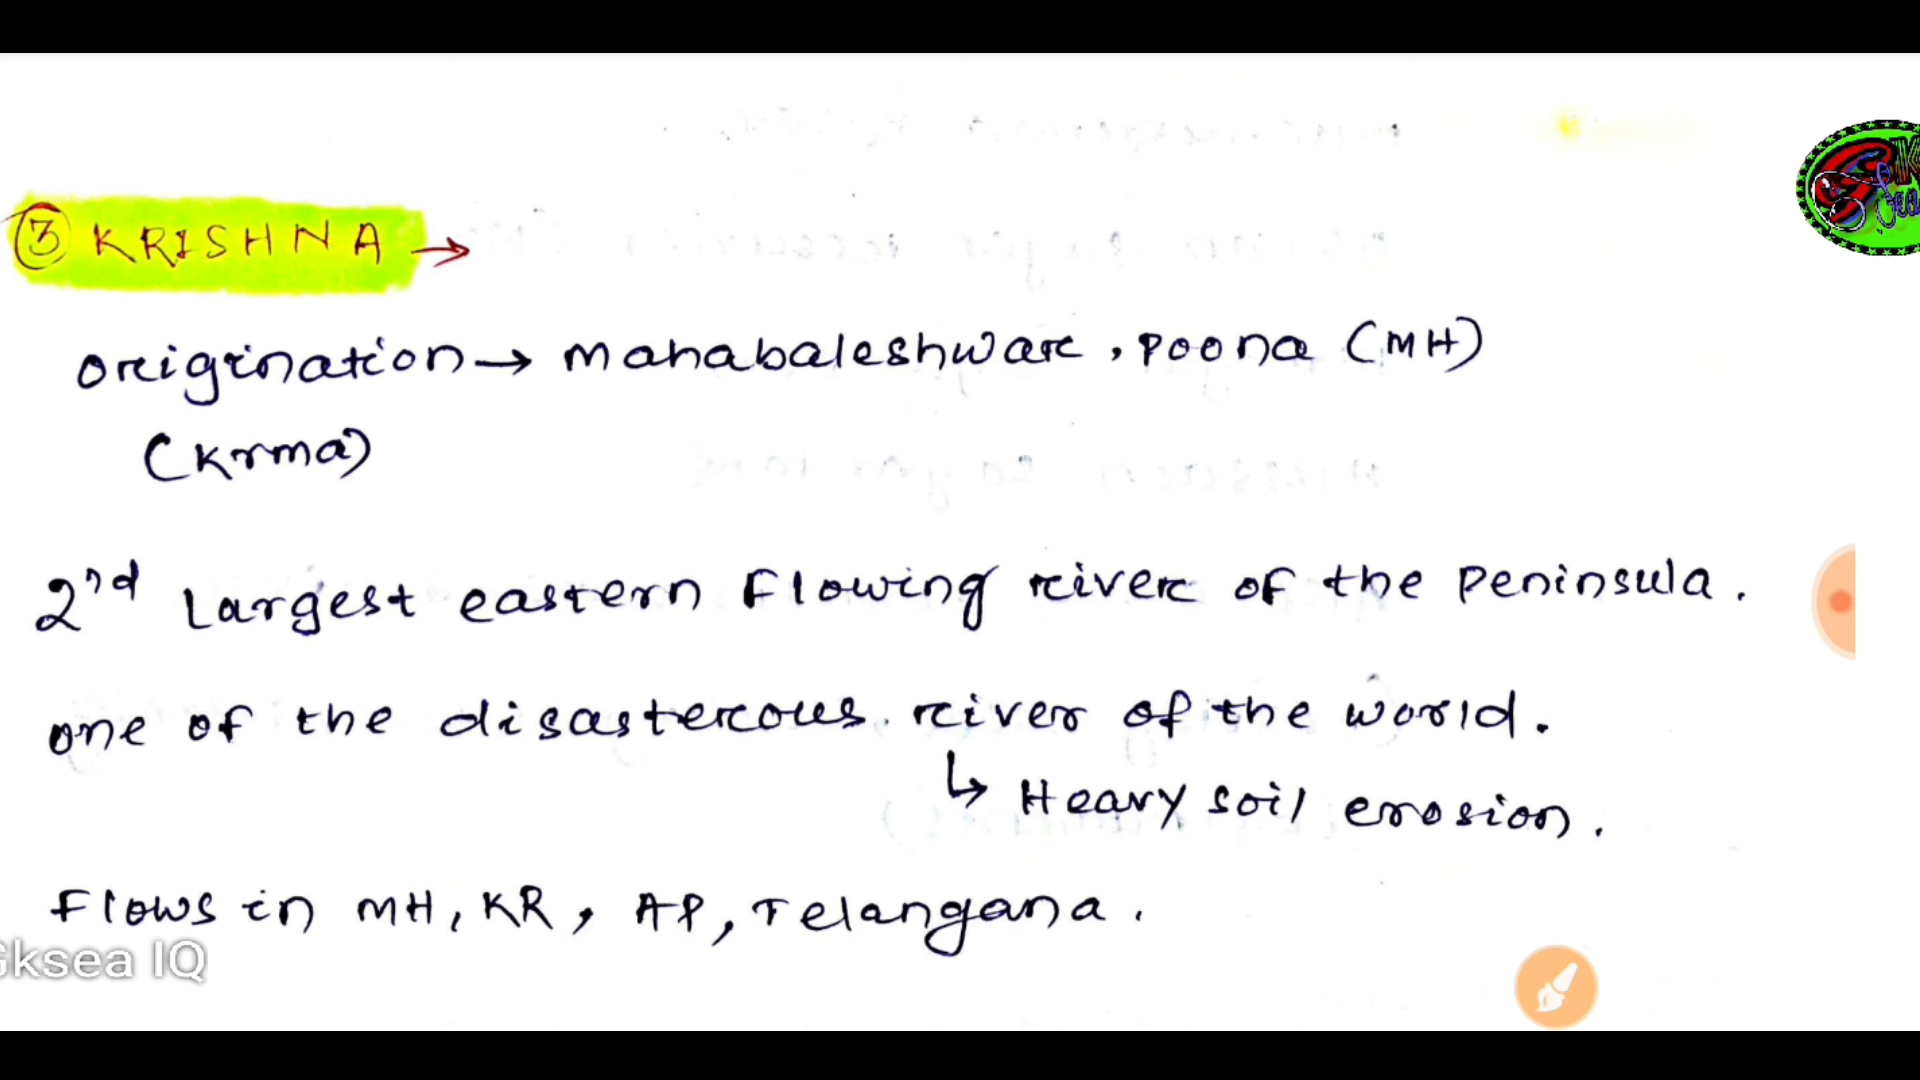 ③ KRISHNA →
Origination → Mahabaleshwar, Poona (MH)
(Krma)
2nd Largest eastern Flowing river of the Peninsula.
one of the disasterous river of the world.
↳ Heavy soil erosion.
Flows in MH, KR, AP, Telangana.
Gksea IQ